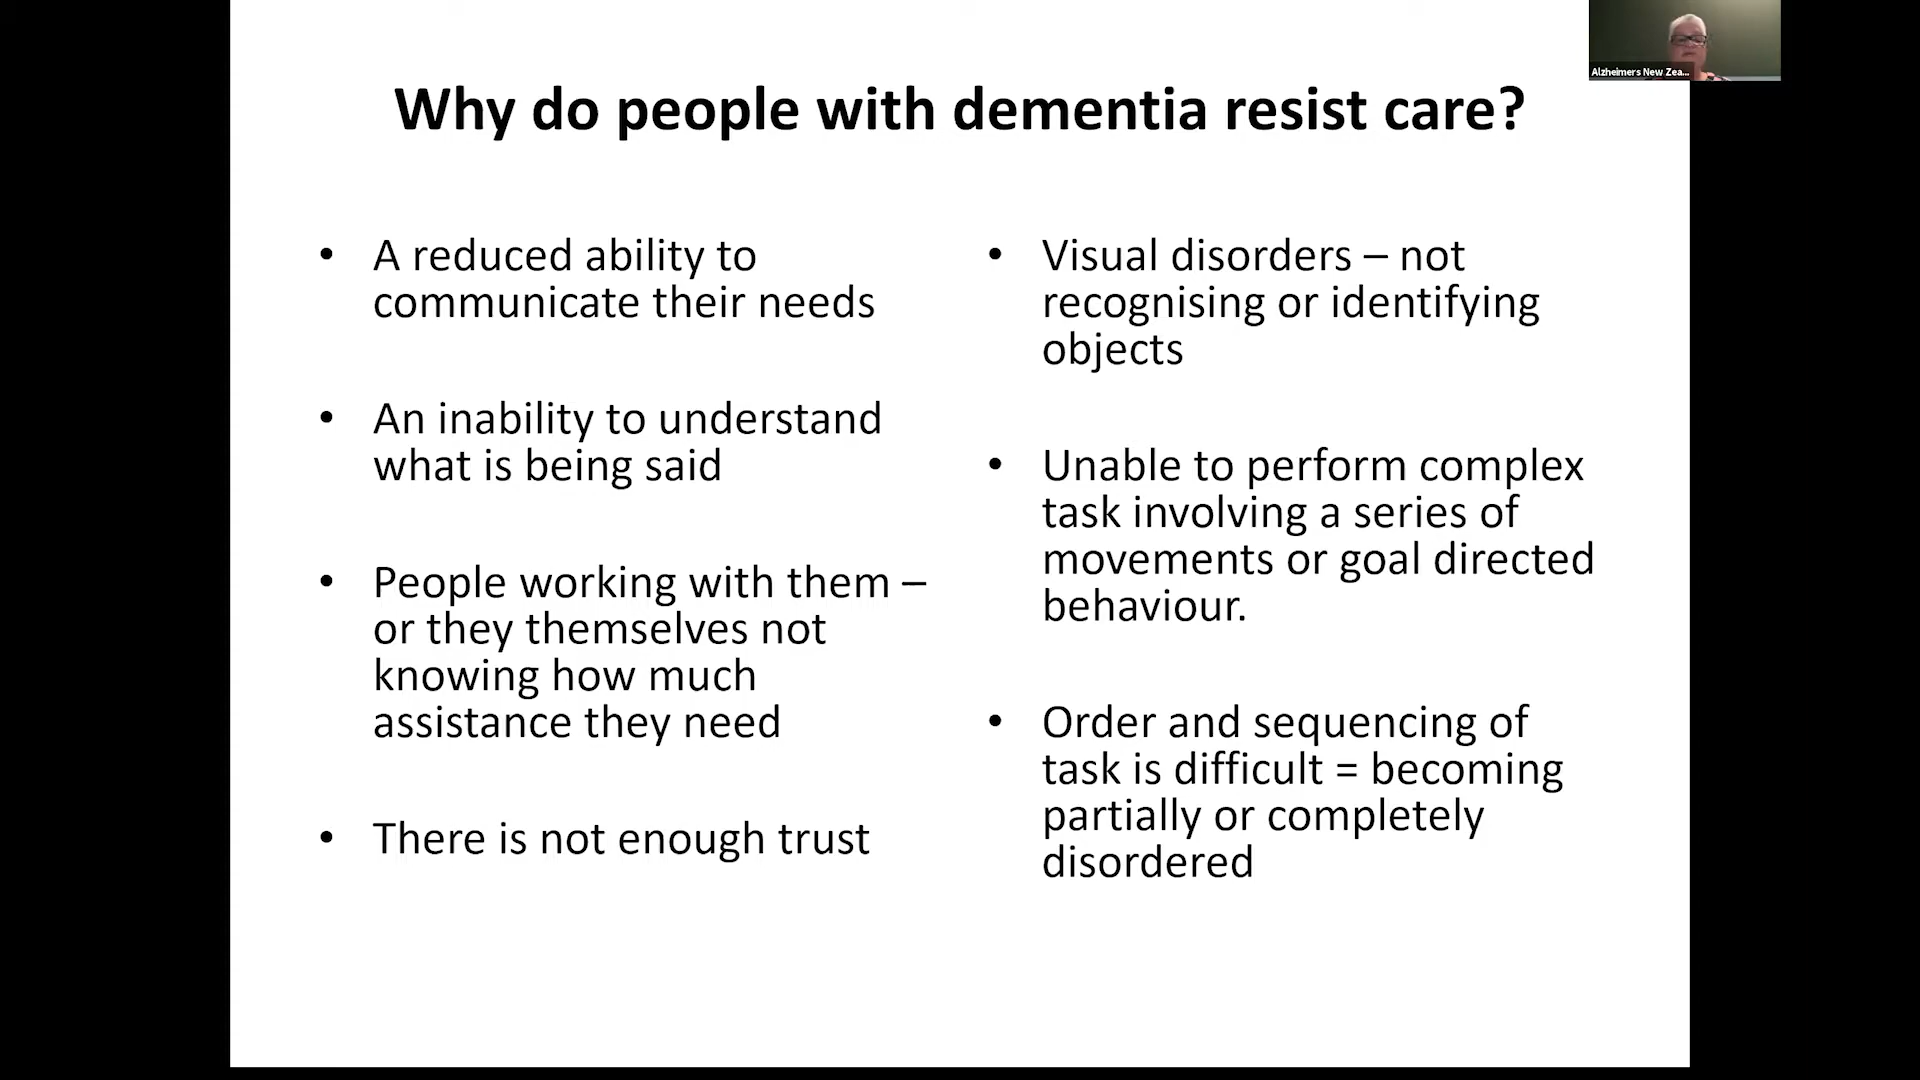 Alzheimers New Zea...
Why do people with dementia resist care?
• A reduced ability to
communicate their needs
• An inability to understand
what is being said
• People working with them –
or they themselves not
knowing how much
assistance they need
• There is not enough trust
• Visual disorders – not
recognising or identifying
objects
• Unable to perform complex
task involving a series of
movements or goal directed
behaviour.
• Order and sequencing of
task is difficult = becoming
partially or completely
disordered